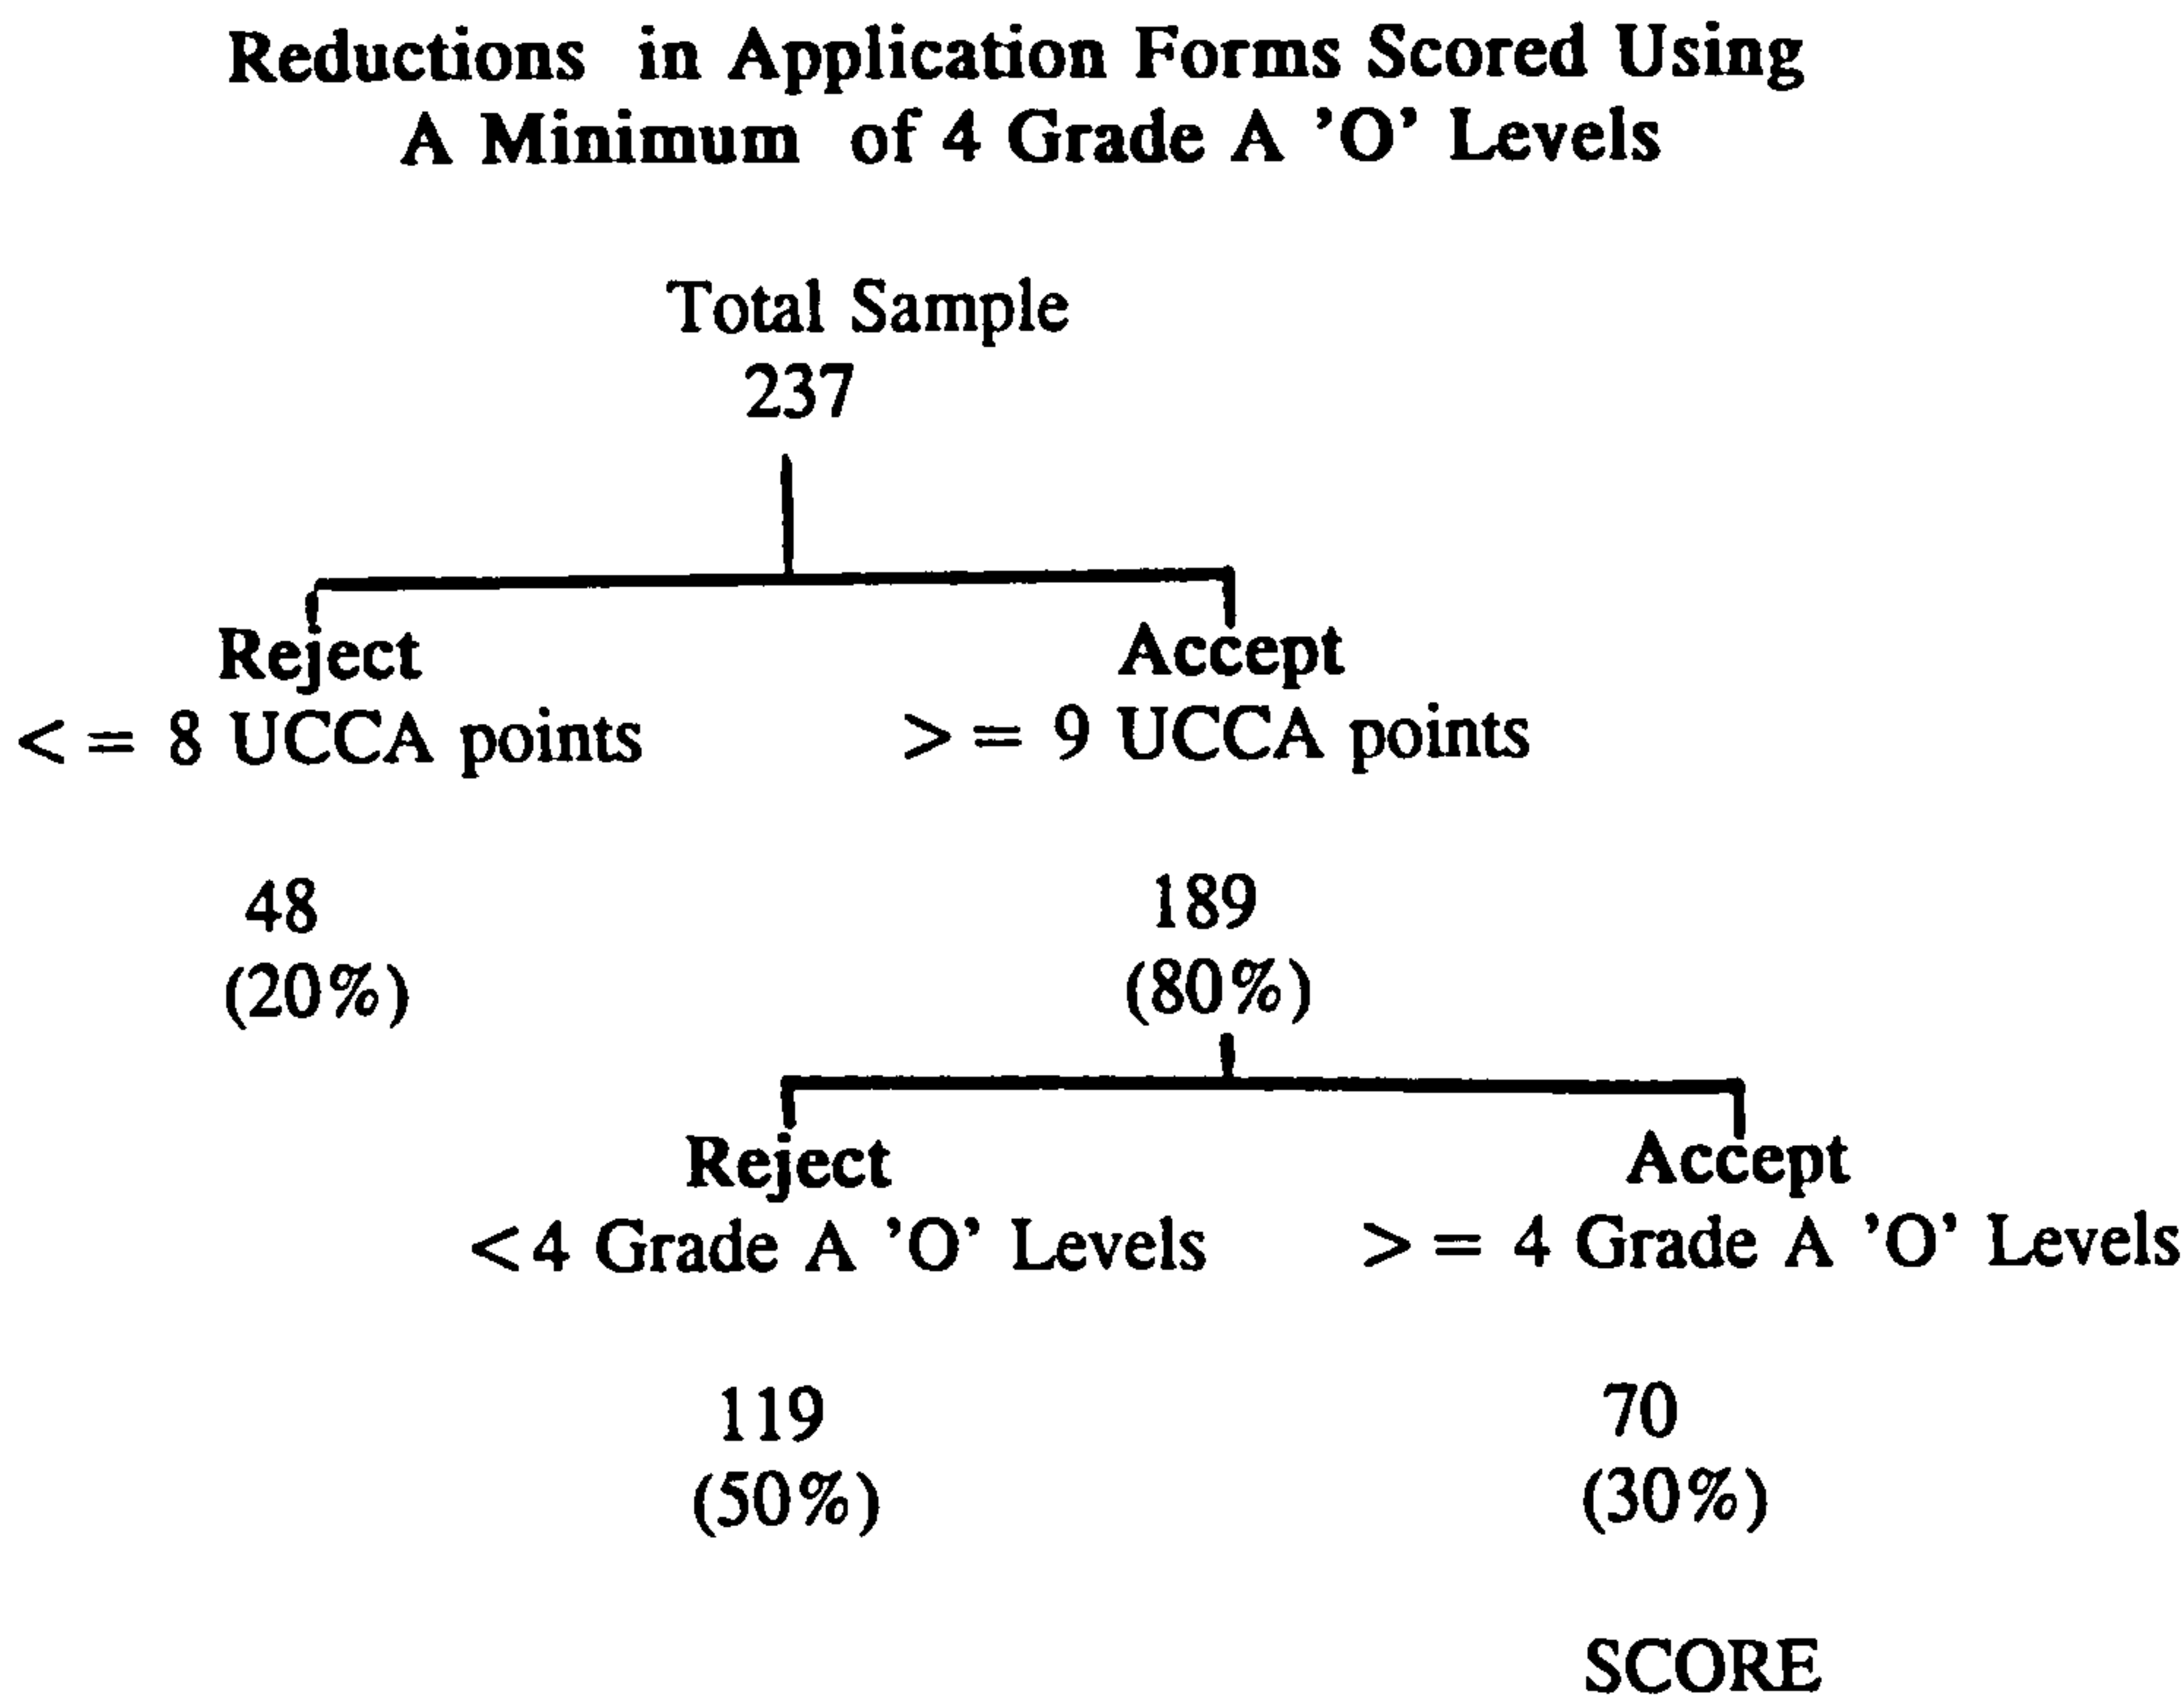 Reductions in Application Forms Scored Using
A Minimum of 4 Grade A 'O' Levels
Total Sample
237
Reject Accept
< = 8 UCCA points > = 9 UCCA points
48 189
(20%) (80%)
Reject Accept
<4 Grade A 'O' Levels > = 4 Grade A 'O' Levels
119 70
(50%) (30%)
SCORE